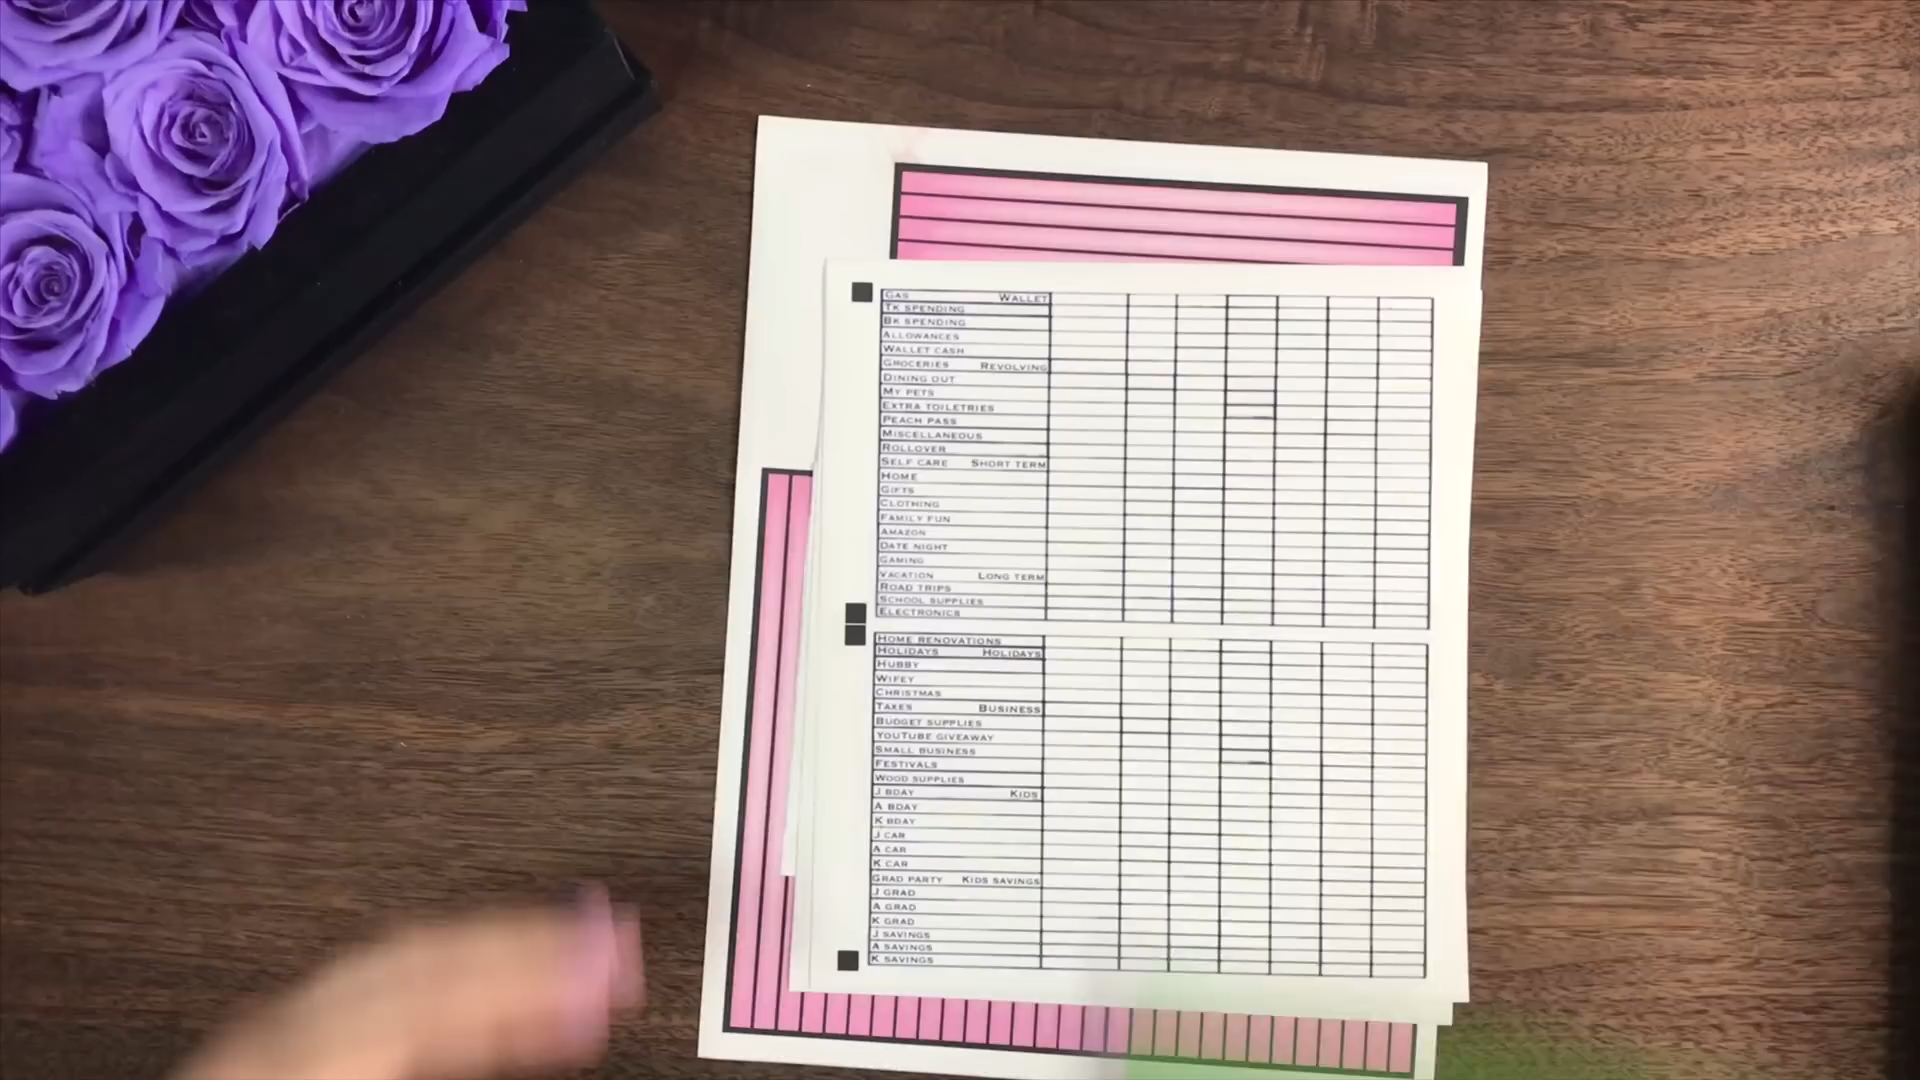 GAS WALLET
TK SPENDING
BK SPENDING
ALLOWANCES
WALLET CASH
GROCERIES REVOLVING
DINING OUT
MY PETS
EXTRA TOILETRIES
PEACH PASS
MISCELLANEOUS
ROLLOVER
SELF CARE SHORT TERM
HOME
GIFTS
CLOTHING
FAMILY FUN
AMAZON
DATE NIGHT
GAMING
VACATION LONG TERM
ROAD TRIPS
SCHOOL SUPPLIES
ELECTRONICS
HOME RENOVATIONS
HOLIDAYS HOLIDAYS
HUBBY
WIFEY
CHRISTMAS
TAXES BUSINESS
BUDGET SUPPLIES
YOUTUBE GIVEAWAY
SMALL BUSINESS
FESTIVALS
WOOD SUPPLIES
J BDAY KIDS
A BDAY
K BDAY
J CAR
A CAR
K CAR
GRAD PARTY KIDS SAVINGS
J GRAD
A GRAD
K GRAD
J SAVINGS
A SAVINGS
K SAVINGS